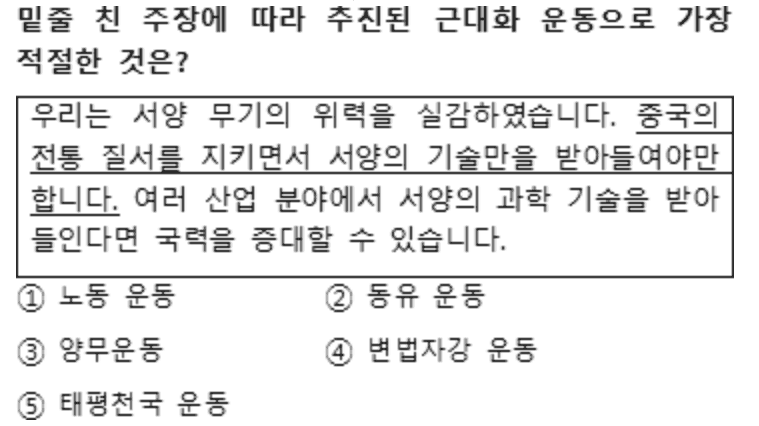 밑줄 친 주장에 따라 추진된 근대화 운동으로 가장
적절한 것은?
우리는 서양 무기의 위력을 실감하였습니다. 중국의
전통 질서를 지키면서 서양의 기술만을 받아들여야만
합니다. 여러 산업 분야에서 서양의 과학 기술을 받아
들인다면 국력을 증대할 수 있습니다.
① 노동 운동 ② 동유 운동
③ 양무운동 ④ 변법자강 운동
⑤ 태평천국 운동